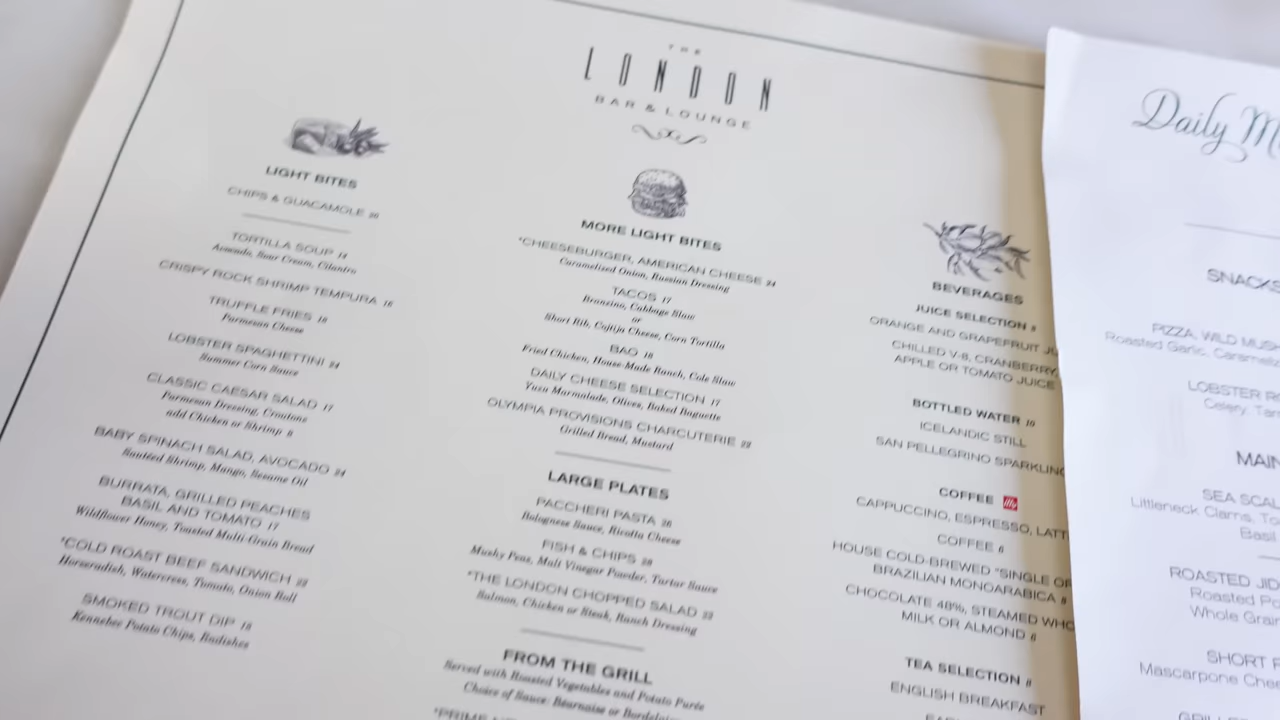 THE
LONDON
BAR & LOUNGE
LIGHT BITES
CHIPS & GUACAMOLE
TORTILLA SOUP 14
Avocado, Sour Cream, Cilantro
CRISPY ROCK SHRIMP TEMPURA 16
TRUFFLE FRIES
Parmesan Cheese
LOBSTER SPAGHETTINI 24
Summer Corn Sauce
CLASSIC CAESAR SALAD 17
Parmesan Dressing, Croutons
add Chicken or Shrimp
BABY SPINACH SALAD, AVOCADO 24
Sautéed Shrimp, Mango, Sesame Oil
BURRATA, GRILLED PEACHES
BASIL AND TOMATO 17
Wildflower Honey, Toasted Multi-Grain Bread
*COLD ROAST BEEF SANDWICH 22
Horseradish, Watercress, Tomato, Onion Roll
SMOKED TROUT DIP 18
Kennebec Potato Chips, Radishes
MORE LIGHT BITES
*CHEESEBURGER, AMERICAN CHEESE 24
Caramelized Onion, Russian Dressing
TACOS 17
Branzino, Cabbage Slaw
or
Short Rib, Cojtija Cheese, Corn Tortilla
BAO 18
Fried Chicken, House-Made Ranch, Cole Slaw
DAILY CHEESE SELECTION 17
Yuzu Marmalade, Olives, Baked Baguette
OLYMPIA PROVISIONS CHARCUTERIE
Grilled Bread, Mustard
LARGE PLATES
PACCHERI PASTA 26
Bolognese Sauce, Ricotta Cheese
FISH & CHIPS 28
Mushy Peas, Malt Vinegar Powder, Tartar Sauce
*THE LONDON CHOPPED SALAD
Salmon, Chicken or Steak, Ranch Dressing
FROM THE GRILL
Served with Roasted Vegetables and Potato Purée
Choice of Sauce: Béarnaise or Bordelaise
*PRIME
BEVERAGES
JUICE SELECTION
ORANGE AND GRAPEFRUIT JU
CHILLED V-8, CRANBERRY,
APPLE OR TOMATO JUICE
BOTTLED WATER 10
ICELANDIC STILL
SAN PELLEGRINO SPARKLING
COFFEE illy
CAPPUCCINO, ESPRESSO, LATT
COFFEE 6
HOUSE COLD-BREWED "SINGLE OR
BRAZILIAN MONOARABICA
CHOCOLATE 48%, STEAMED WHO
MILK OR ALMOND 6
TEA SELECTION
ENGLISH BREAKFAST
Daily M
SNACKS
PIZZA, WILD MUSH
Roasted Garlic, Carameliz
LOBSTER R
Celery, Tar
MAIN
SEA SCAL
Littleneck Clams, To
Basil
ROASTED JID
Roasted Po
Whole Grain
SHORT R
Mascarpone Chee